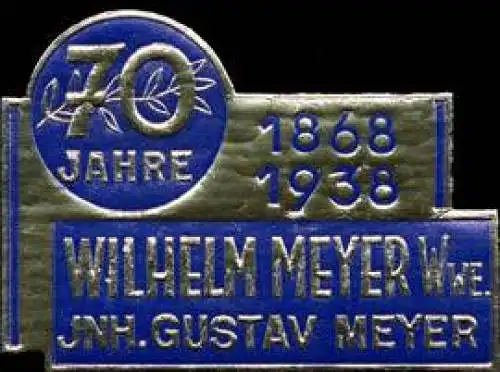 70
JAHRE
1868
1938
WILHELM MEYER WWE.
JNH. GUSTAV MEYER